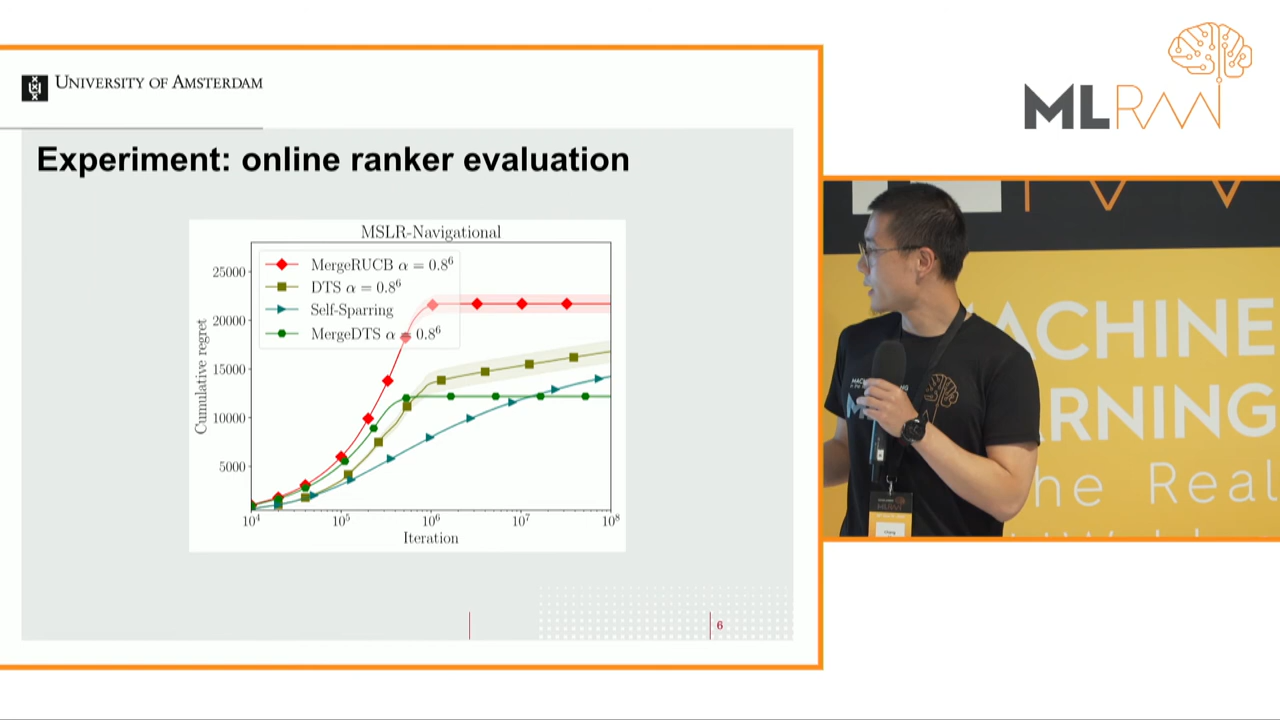 UNIVERSITY OF AMSTERDAM
MLRW
Experiment: online ranker evaluation
MSLR-Navigational
MergeRUCB α = 0.8⁶
DTS α = 0.8⁶
Self-Sparring
MergeDTS α = 0.8⁶
Cumulative regret
25000
20000
15000
10000
5000
10⁴ 10⁵ 10⁶ 10⁷ 10⁸
Iteration
6
MACHINE
ARNING
he Real